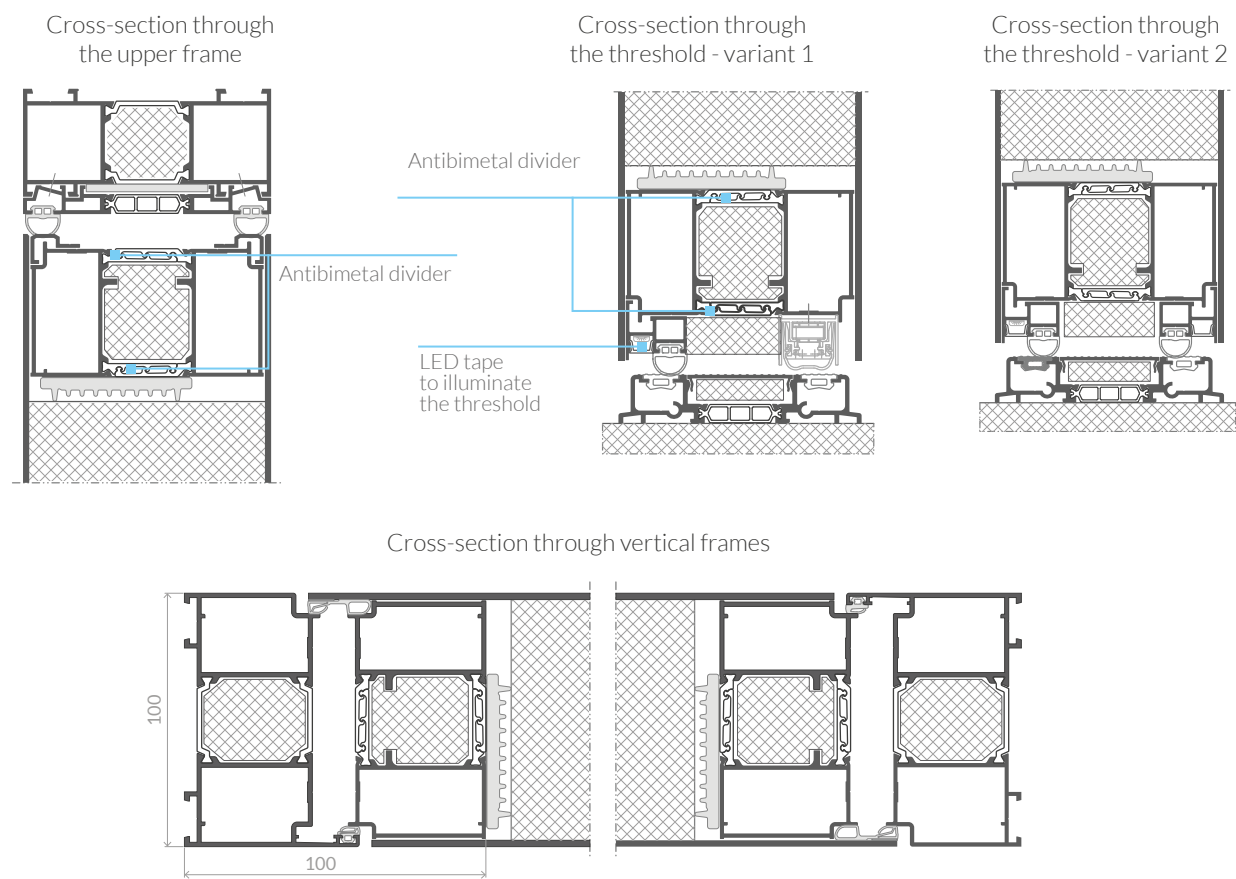 Cross-section through
the upper frame
Cross-section through
the threshold - variant 1
Cross-section through
the threshold - variant 2
Antibimetal divider
Antibimetal divider
LED tape
to illuminate
the threshold
Cross-section through vertical frames
100
100